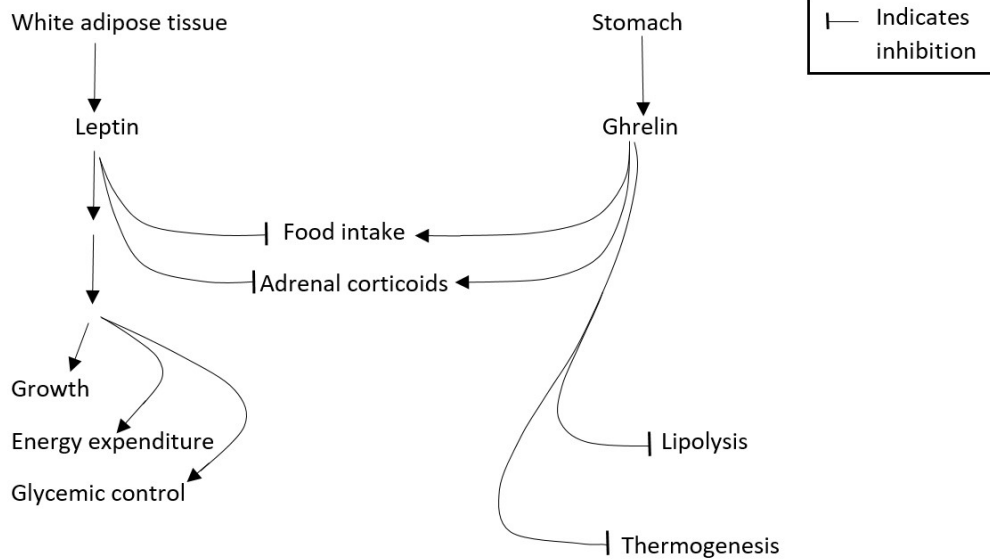 White adipose tissue
Stomach
Indicates
inhibition
Leptin
Ghrelin
Food intake
Adrenal corticoids
Growth
Energy expenditure
Lipolysis
Glycemic control
Thermogenesis